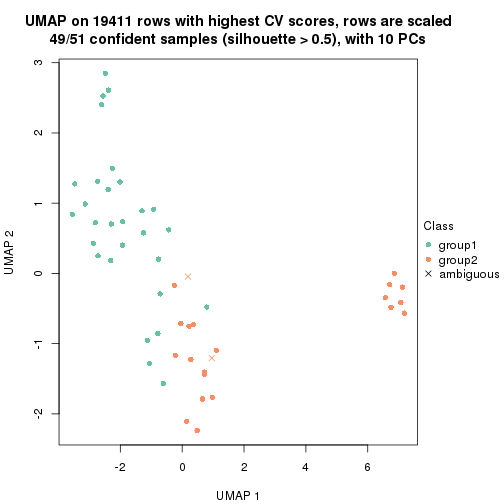 UMAP on 19411 rows with highest CV scores, rows are scaled
49/51 confident samples (silhouette > 0.5), with 10 PCs
3
2
1
0
-1
-2
UMAP 2
-2
0
2
4
6
UMAP 1
Class
group1
group2
ambiguous